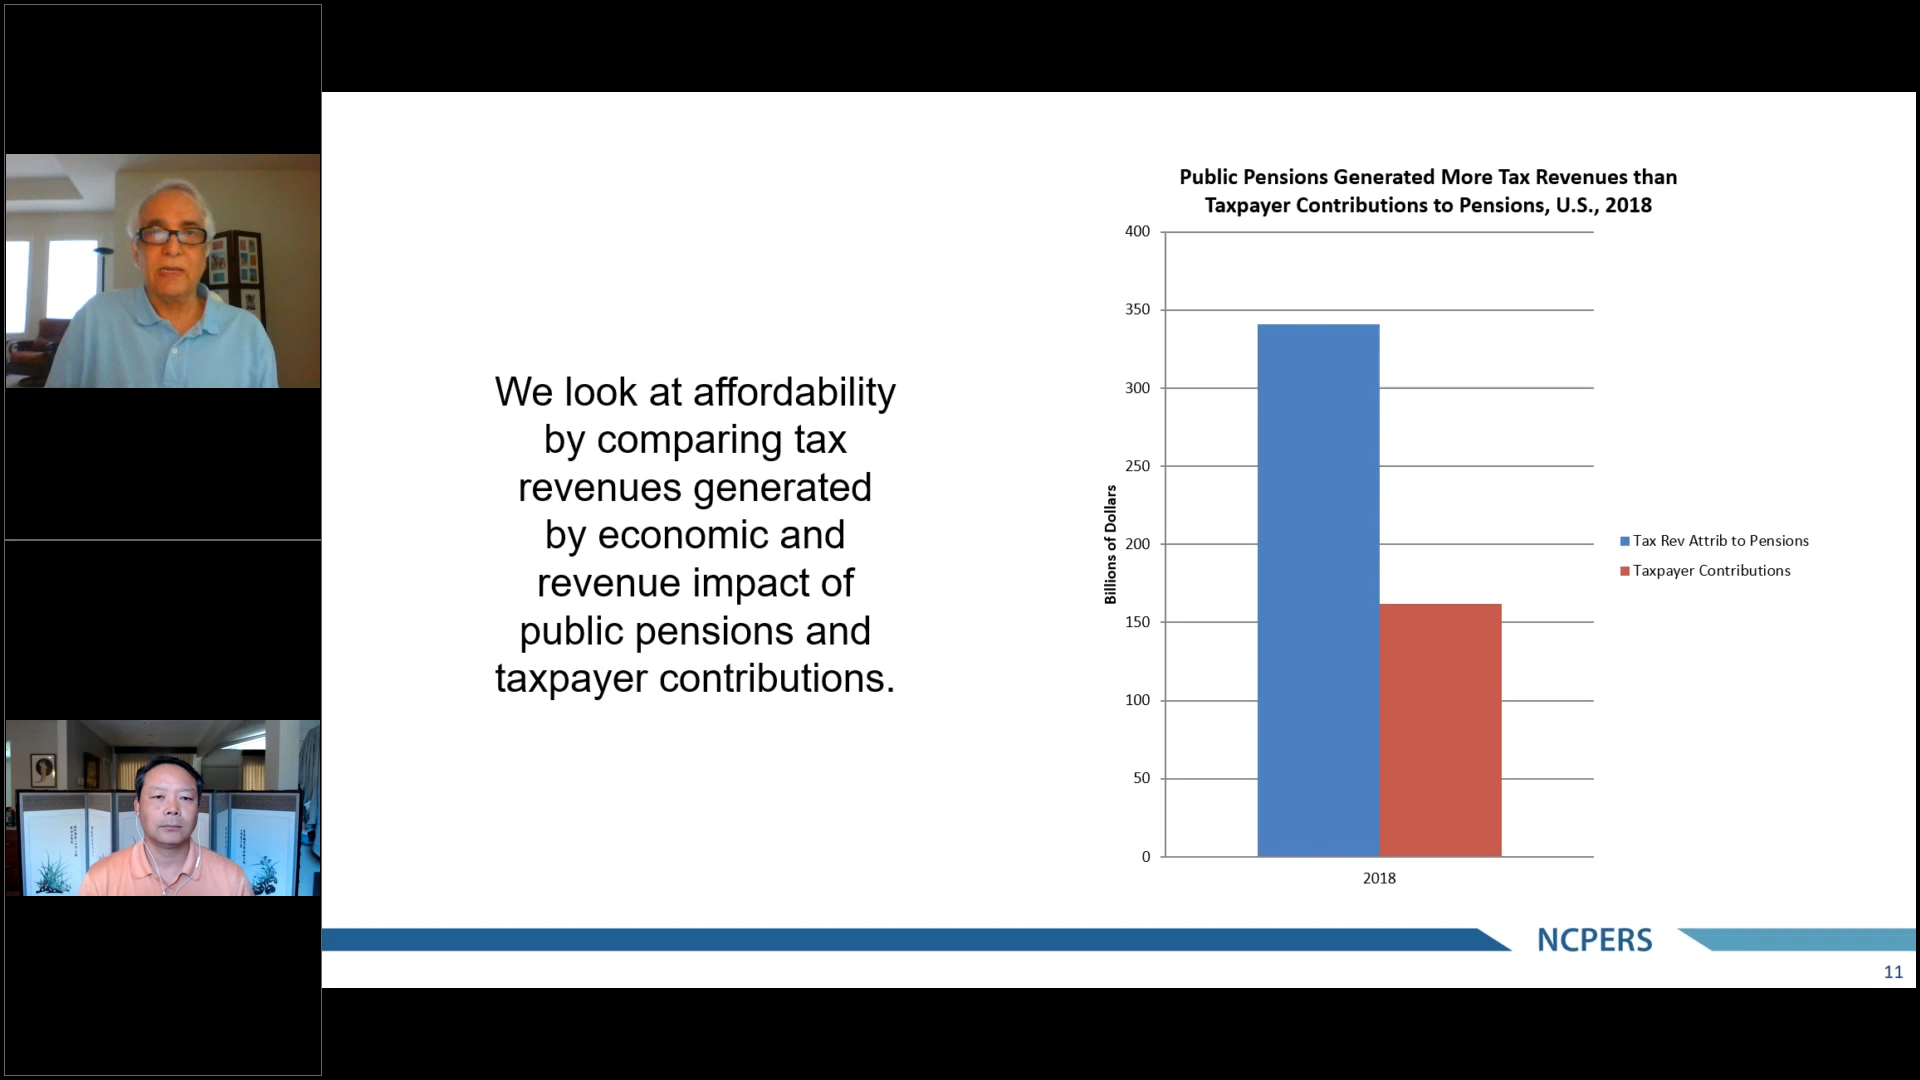 We look at affordability
by comparing tax
revenues generated
by economic and
revenue impact of
public pensions and
taxpayer contributions.
Public Pensions Generated More Tax Revenues than
Taxpayer Contributions to Pensions, U.S., 2018
400
350
300
250
200
150
100
50
0
Billions of Dollars
2018
Tax Rev Attrib to Pensions
Taxpayer Contributions
NCPERS
11